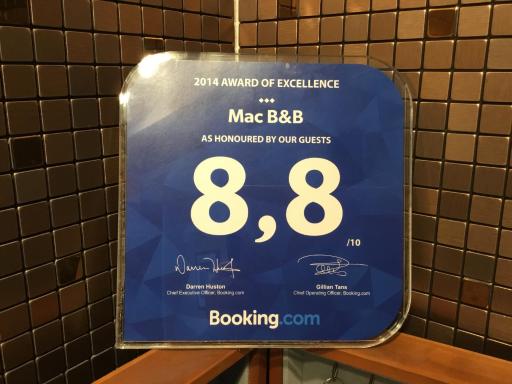 2014 AWARD OF EXCELLENCE
Mac B&B
AS HONOURED BY OUR GUESTS
8,8
/10
Darren Huston
Chief Executive Officer, Booking.com
Gillian Tans
Chief Operating Officer, Booking.com
Booking.com